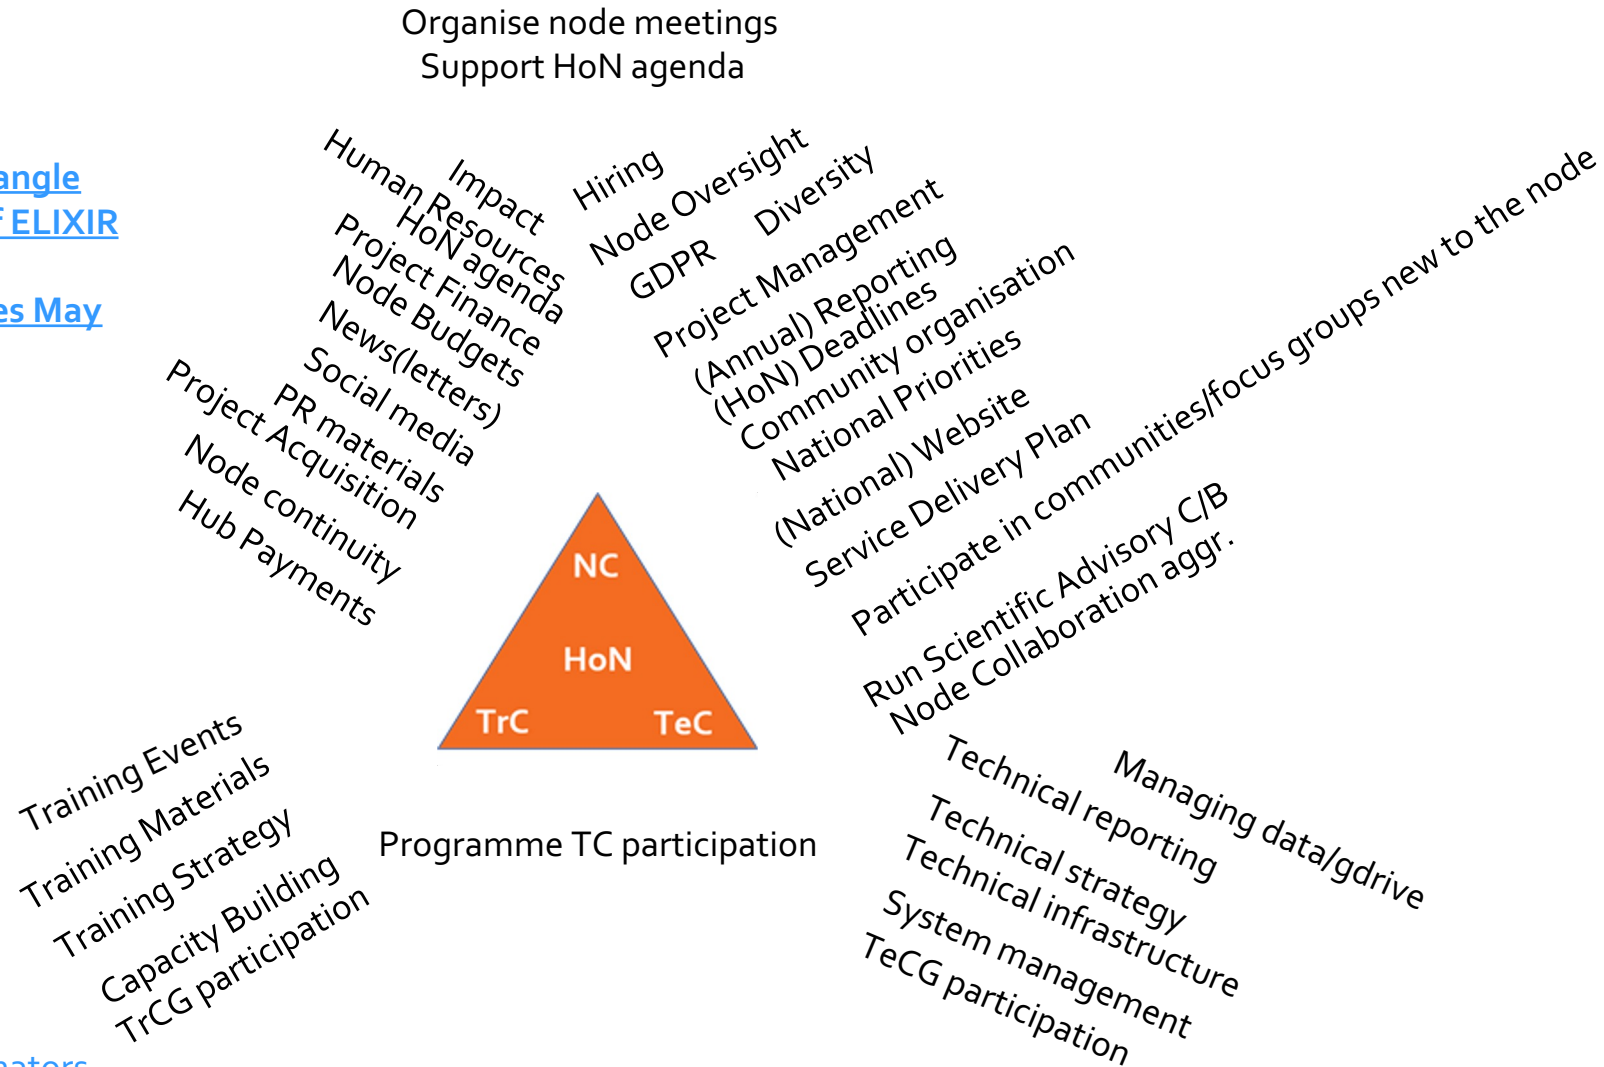 Organise node meetings
Support HoN agenda
ELIXIR
May
Impact
Human Resources
HoN agenda
Project Finance
Node Budgets
News(letters)
Social media
PR materials
Project Acquisition
Node continuity
Hub Payments
Hiring
Node Oversight
Diversity
GDPR
Project Management
(Annual) Reporting
(HoN) Deadlines
Community organisation
National Priorities
(National) Website
Service Delivery Plan
Participate in communities/focus groups new to the node
Run Scientific Advisory C/B
Node Collaboration aggr.
NC
HoN
TrC
TeC
Training Events
Training Materials
Training Strategy
Capacity Building
TrCG participation
Programme TC participation
Managing data/gdrive
Technical reporting
Technical strategy
Technical infrastructure
System management
TeCG participation